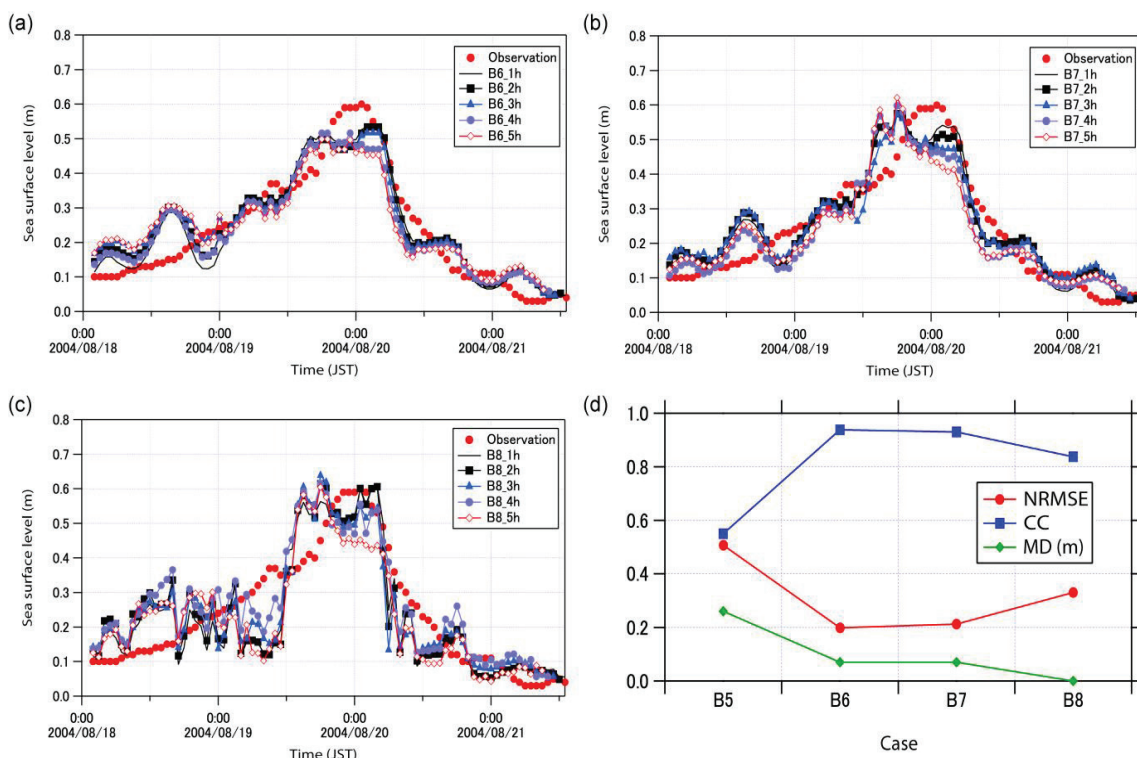 (a)
0.8
0.7
0.6
0.5
0.4
0.3
0.2
0.1
0.0
Sea surface level (m)
Observation
B6_1h
B6_2h
B6_3h
B6_4h
B6_5h
0:00 0:00 0:00 0:00
2004/08/18 2004/08/19 2004/08/20 2004/08/21
Time (JST)
(b)
0.8
0.7
0.6
0.5
0.4
0.3
0.2
0.1
0.0
Sea surface level (m)
Observation
B7_1h
B7_2h
B7_3h
B7_4h
B7_5h
0:00 0:00 0:00 0:00
2004/08/18 2004/08/19 2004/08/20 2004/08/21
Time (JST)
(c)
0.8
0.7
0.6
0.5
0.4
0.3
0.2
0.1
0.0
Sea surface level (m)
Observation
B8_1h
B8_2h
B8_3h
B8_4h
B8_5h
0:00 0:00 0:00 0:00
2004/08/18 2004/08/19 2004/08/20 2004/08/21
Time (JST)
(d)
1.0
0.8
0.6
0.4
0.2
0.0
NRMSE
CC
MD (m)
B5 B6 B7 B8
Case